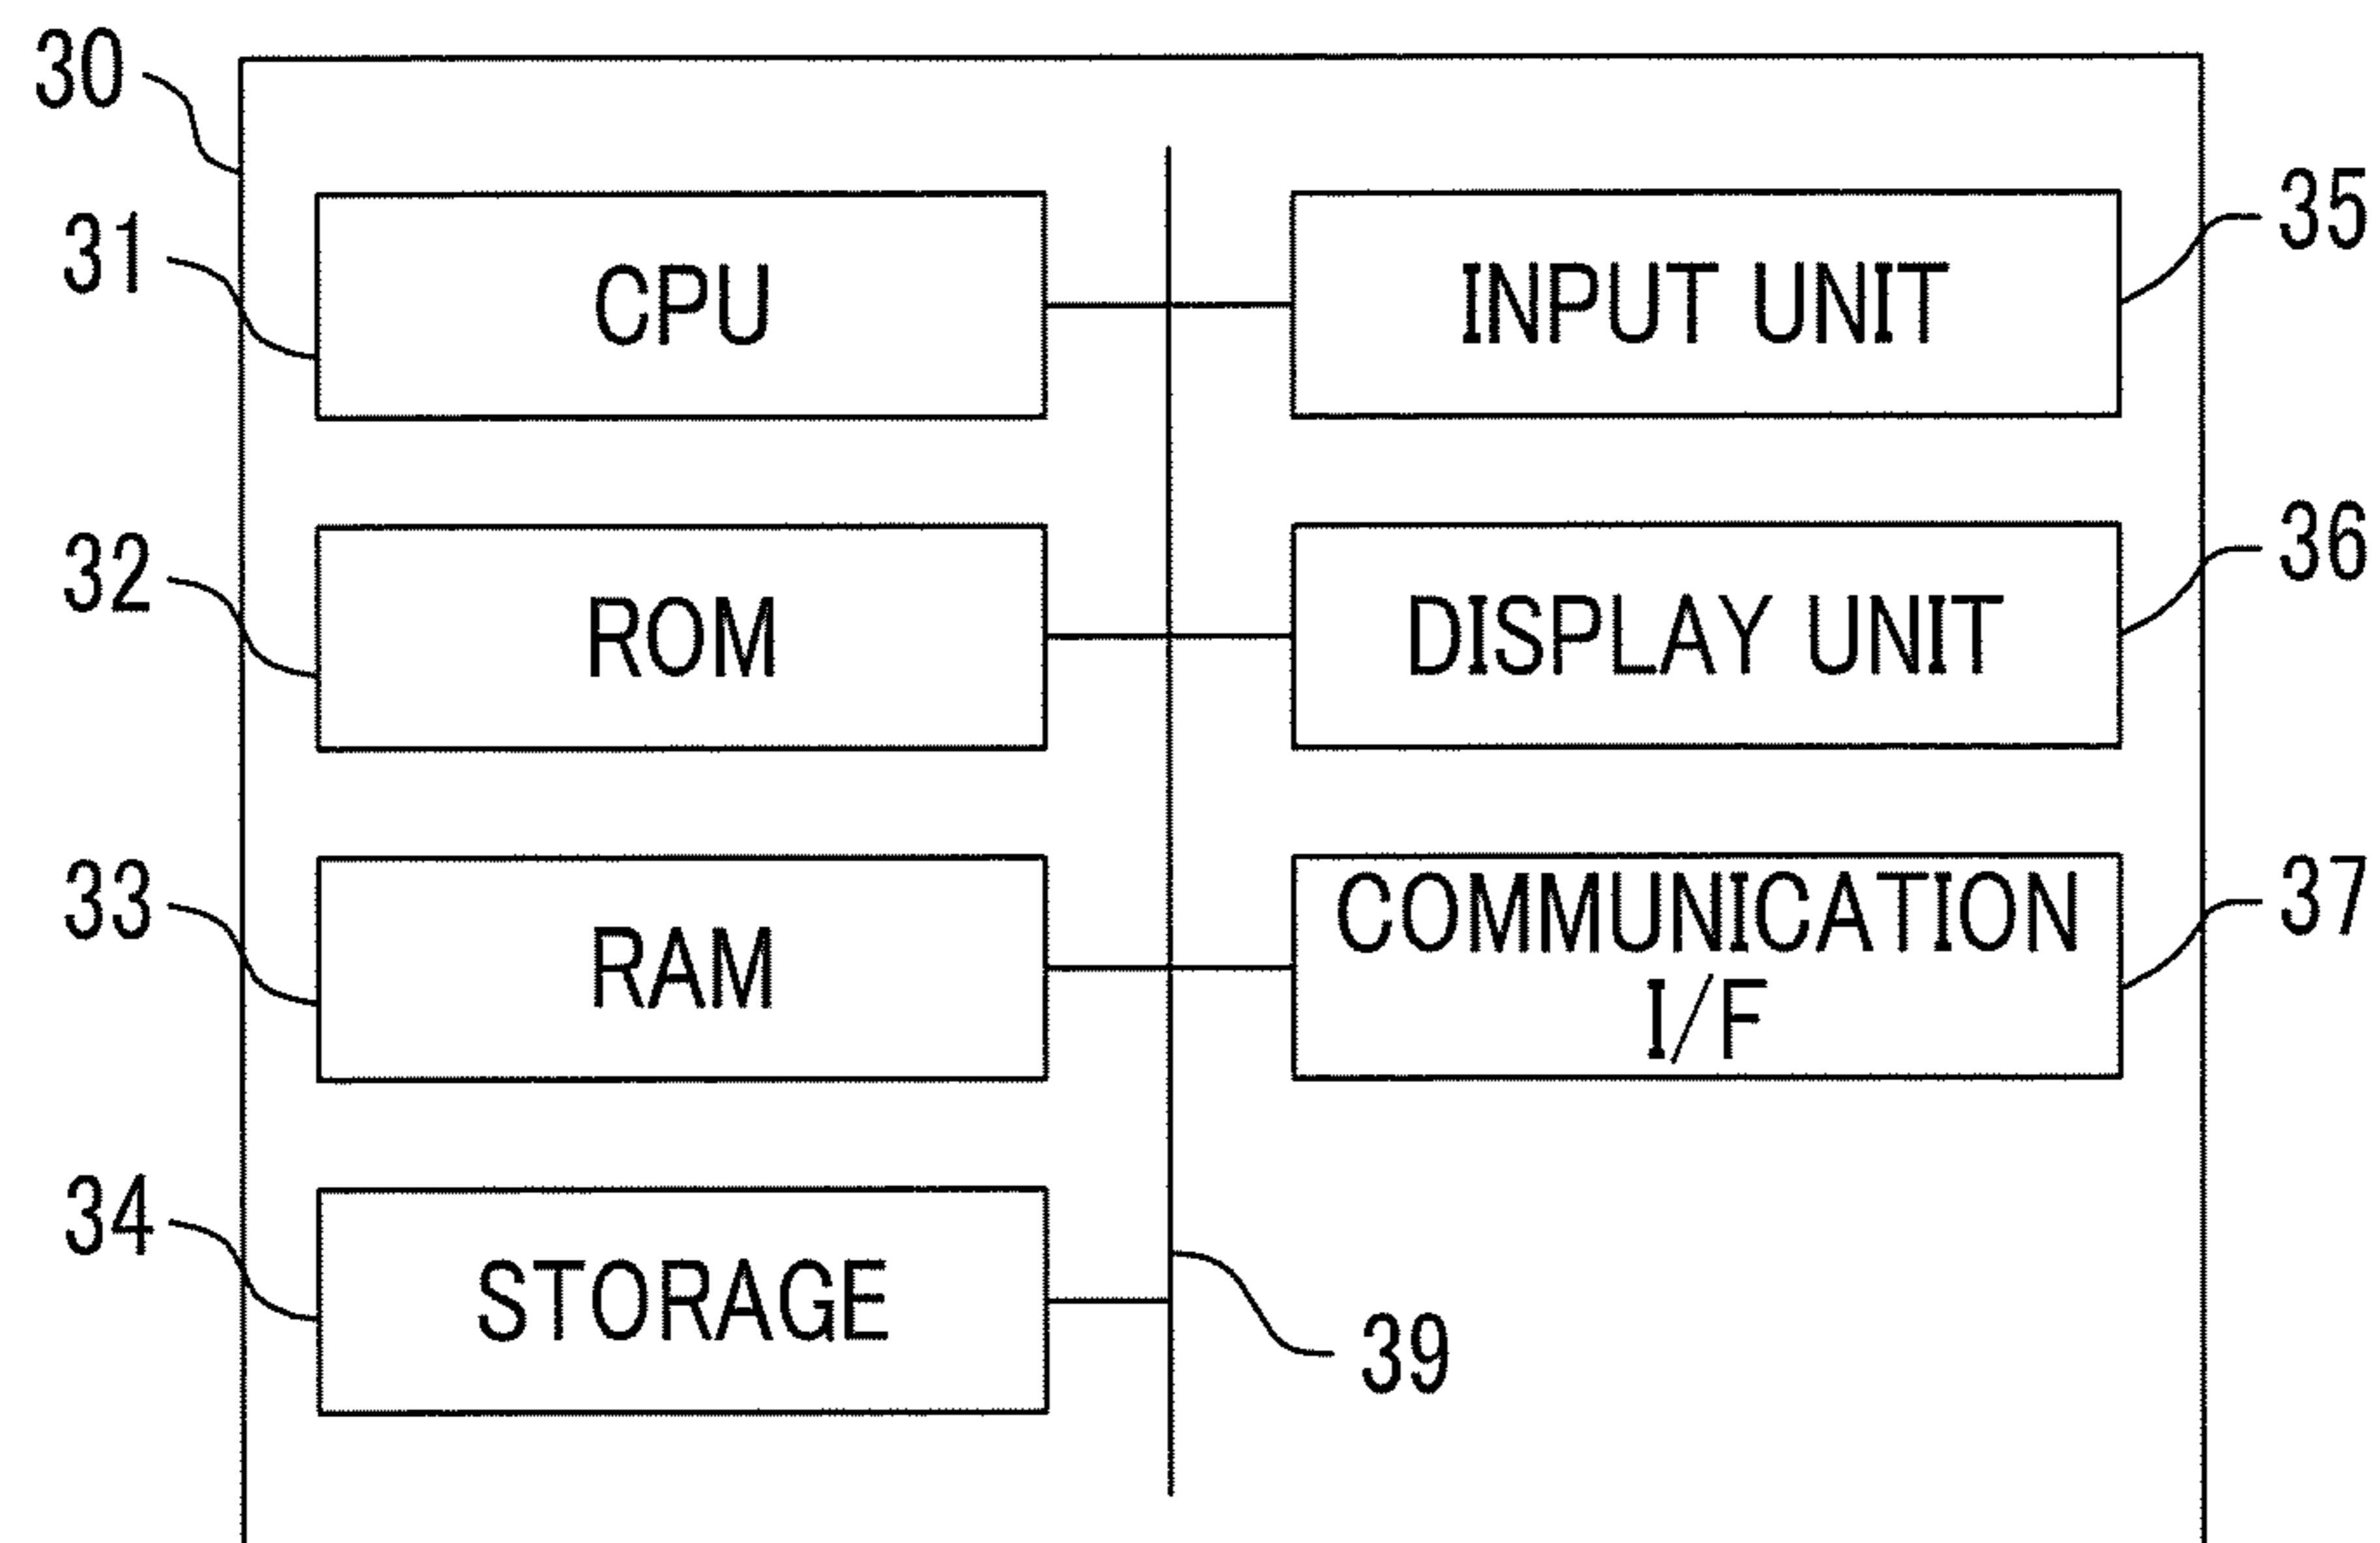 30
31
CPU
INPUT UNIT
35
32
ROM
DISPLAY UNIT
36
33
RAM
COMMUNICATION
I/F
37
34
STORAGE
39